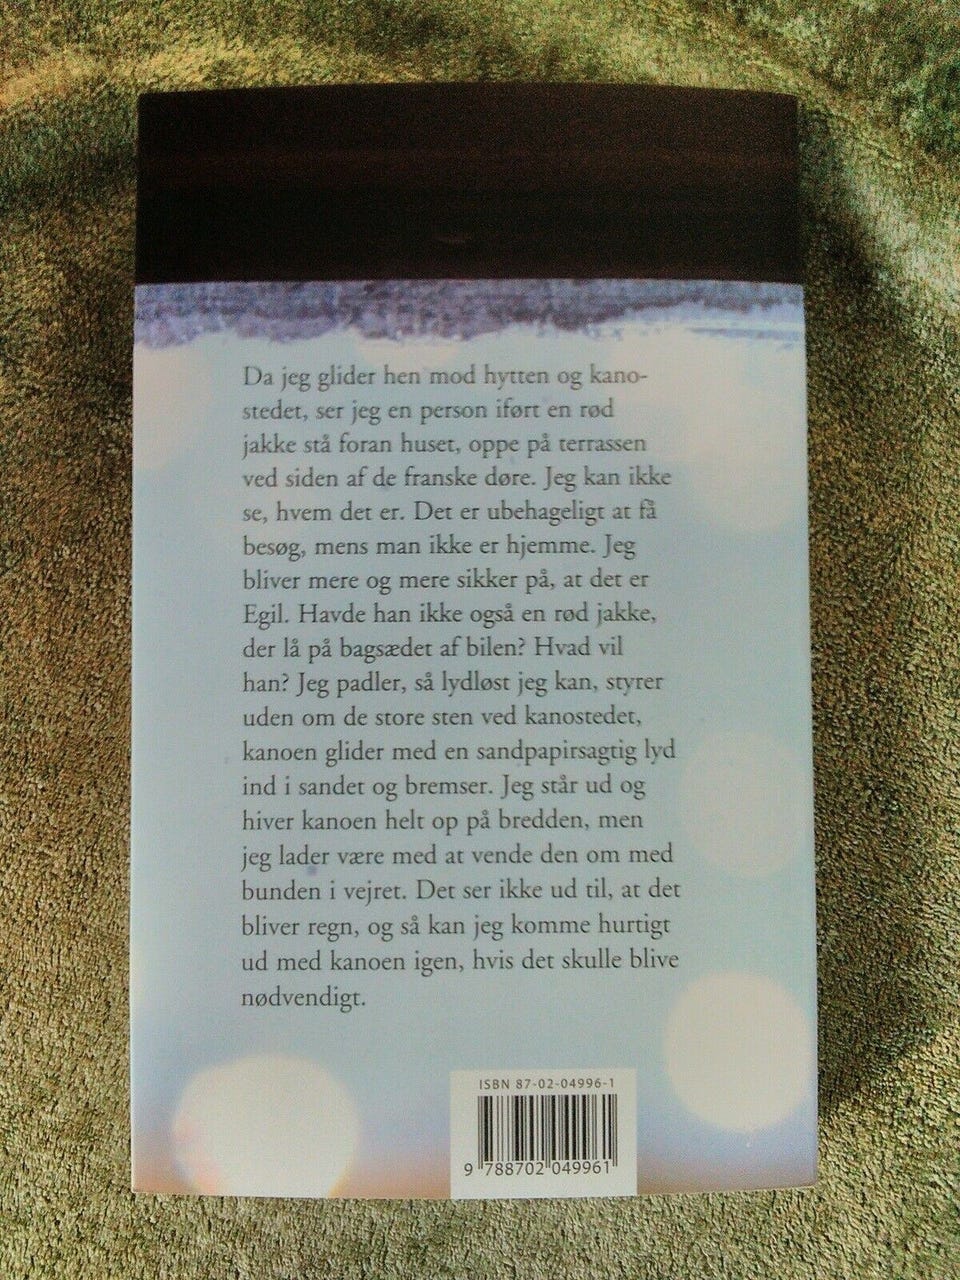 Da jeg glider hen mod hytten og kano-
stedet, ser jeg en person iført en rød
jakke stå foran huset, oppe på terrassen
ved siden af de franske døre. Jeg kan ikke
se, hvem det er. Det er ubehageligt at få
besøg, mens man ikke er hjemme. Jeg
bliver mere og mere sikker på, at det er
Egil. Havde han ikke også en rød jakke,
der lå på bagsædet af bilen? Hvad vil
han? Jeg padler, så lydløst jeg kan, styrer
uden om de store sten ved kanostedet,
kanoen glider med en sandpapirsagtig lyd
ind i sandet og bremser. Jeg står ud og
hiver kanoen helt op på bredden, men
jeg lader være med at vende den om med
bunden i vejret. Det ser ikke ud til, at det
bliver regn, og så kan jeg komme hurtigt
ud med kanoen igen, hvis det skulle blive
nødvendigt.
ISBN 87-02-04996-1
9 788702 049961